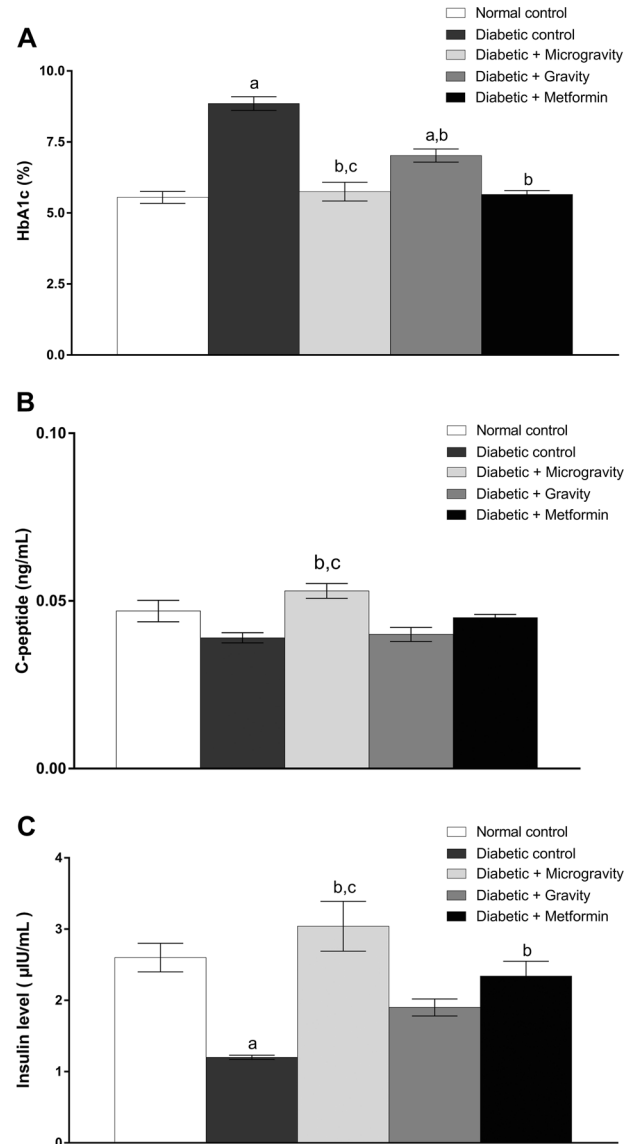 A
Normal control
Diabetic control
Diabetic + Microgravity
Diabetic + Gravity
Diabetic + Metformin
HbA1c (%)
10.0
7.5
5.0
2.5
0.0
a
b,c
a,b
b
B
Normal control
Diabetic control
Diabetic + Microgravity
Diabetic + Gravity
Diabetic + Metformin
C-peptide (ng/mL)
0.10
0.05
0.00
b,c
C
Normal control
Diabetic control
Diabetic + Microgravity
Diabetic + Gravity
Diabetic + Metformin
Insulin level ( µIU/mL )
4
3
2
1
0
a
b,c
b